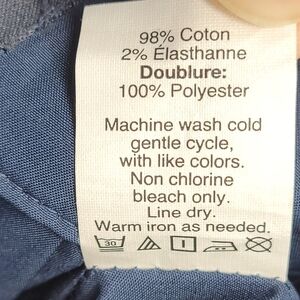 98% Coton
2% Élasthanne
Doublure:
100% Polyester
Machine wash cold
gentle cycle,
with like colors.
Non chlorine
bleach only.
Line dry.
Warm iron as needed.
30